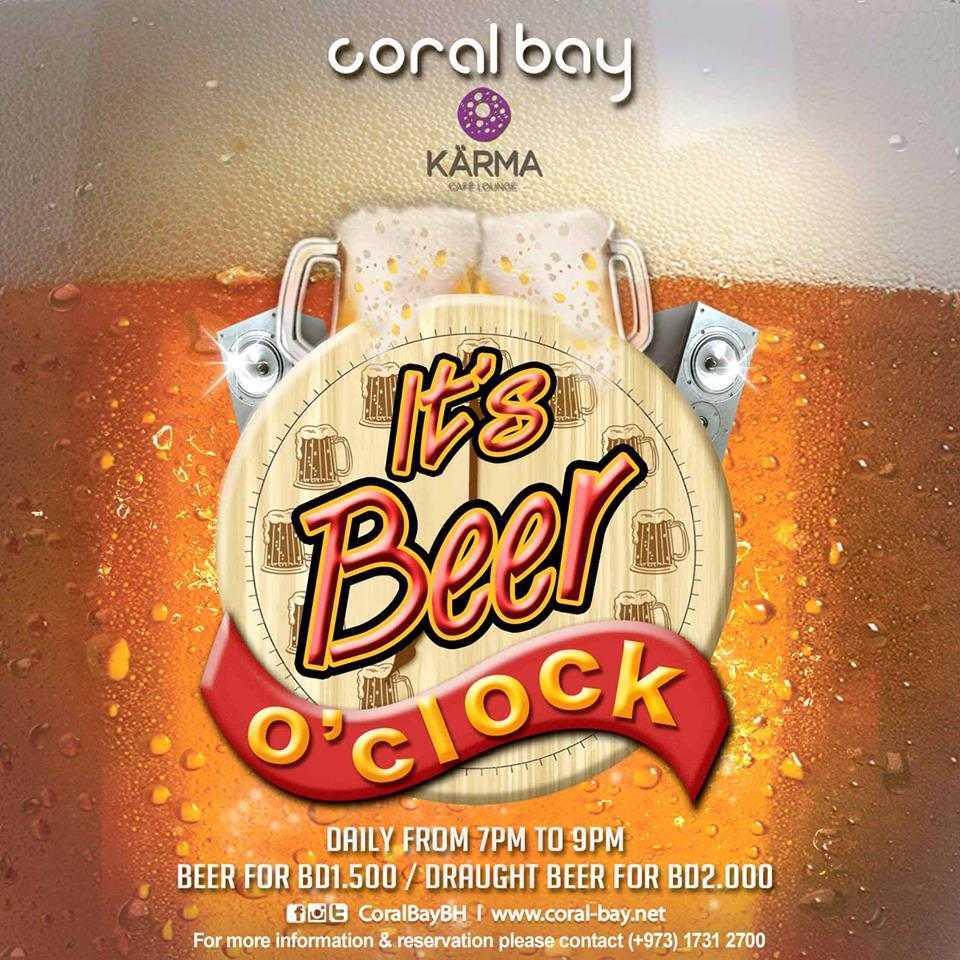 coral bay
KÄRMA
CAFÉ LOUNGE
It's
Beer
o'clock
DAILY FROM 7PM TO 9PM
BEER FOR BD1.500 / DRAUGHT BEER FOR BD2.000
CoralBayBH | www.coral-bay.net
For more information & reservation please contact (+973) 1731 2700